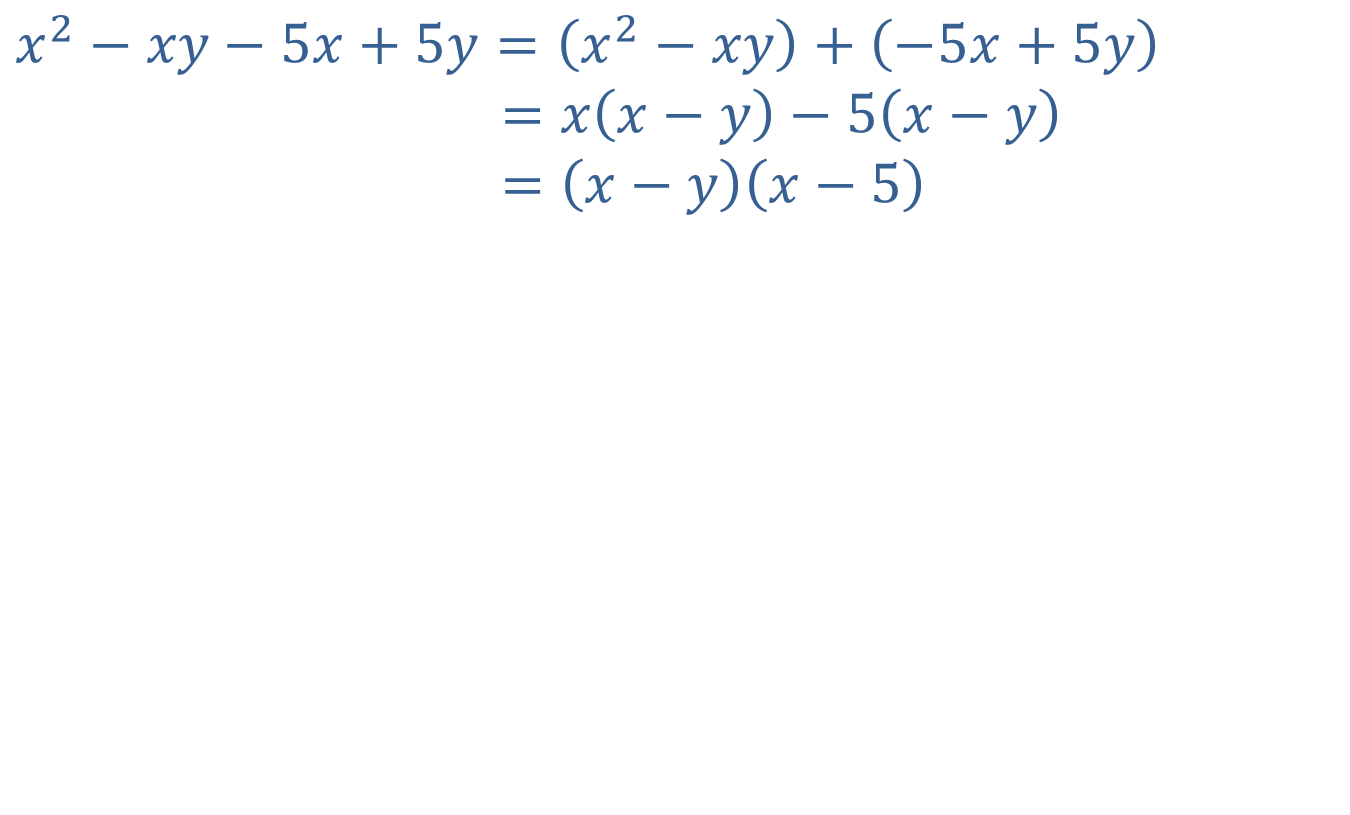 x² − xy − 5x + 5y = (x² − xy) + (−5x + 5y)
= x(x − y) − 5(x − y)
= (x − y)(x − 5)